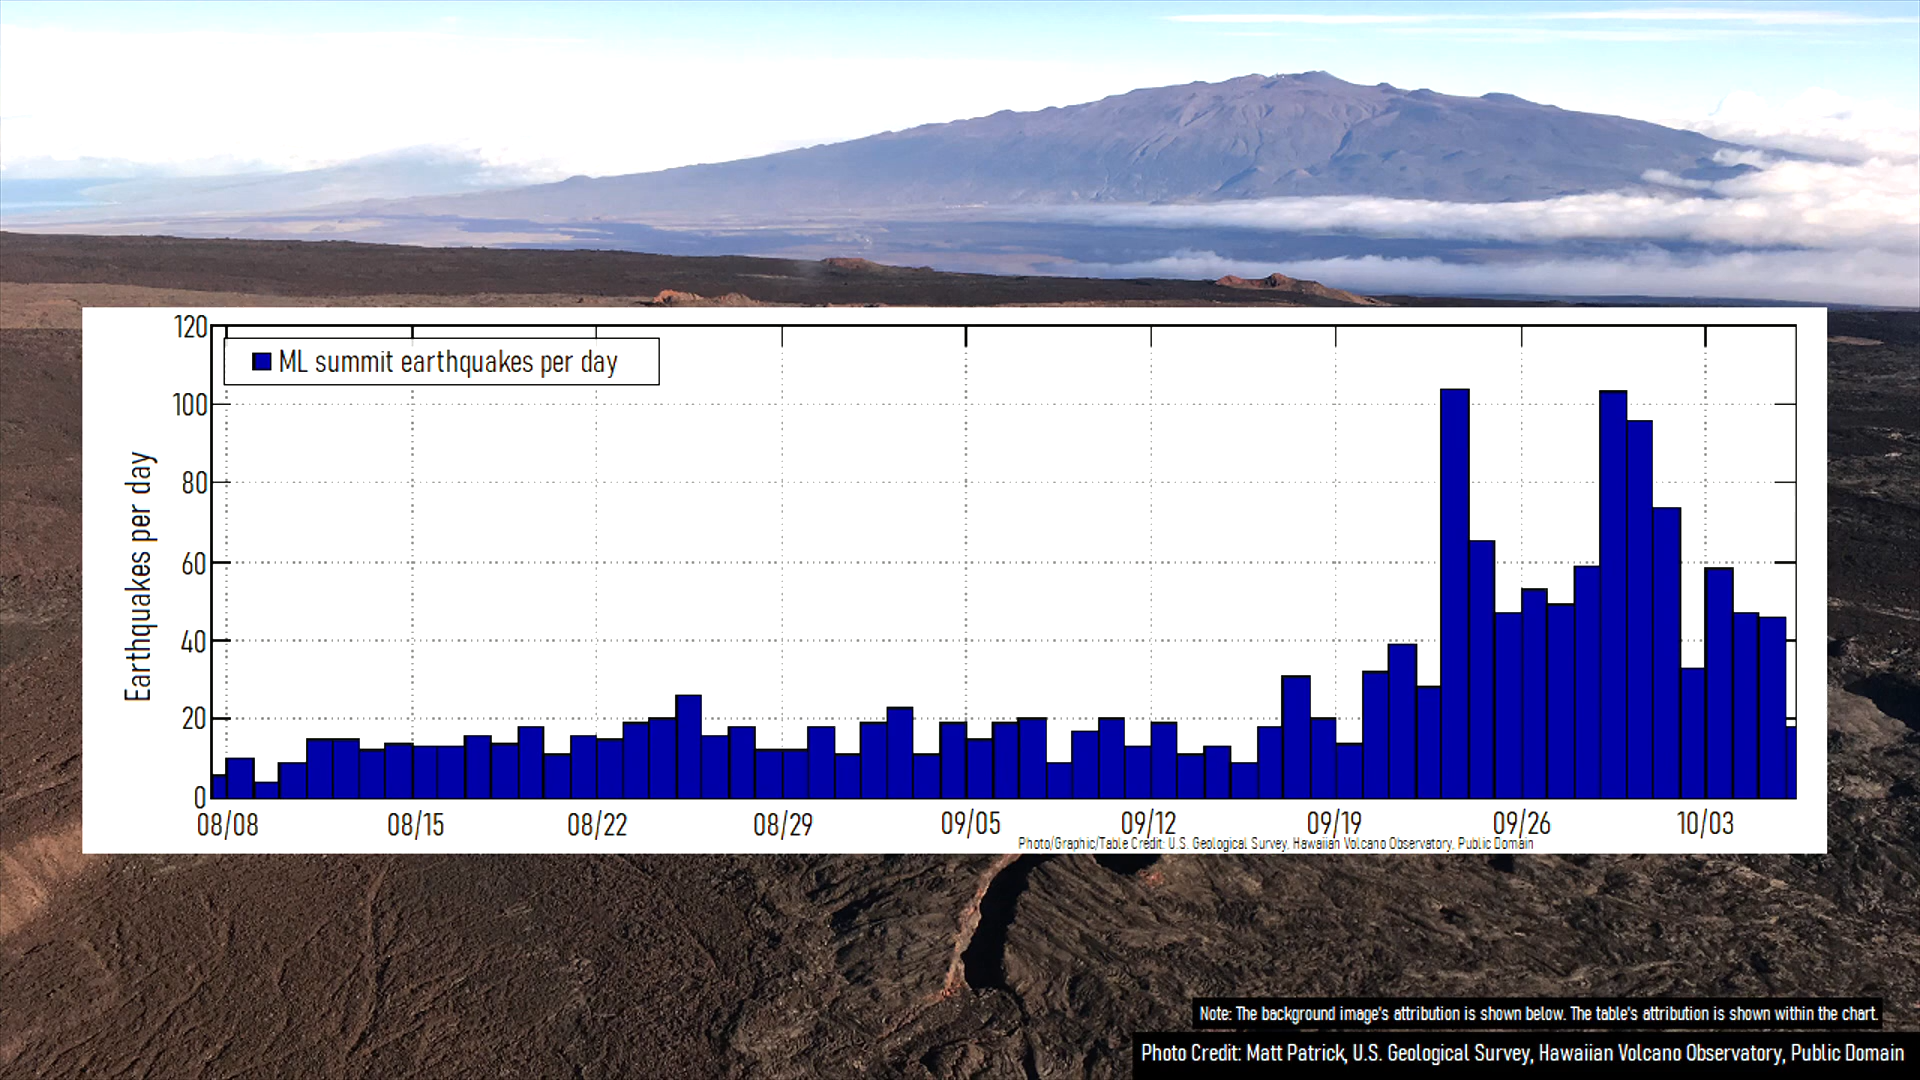 120
ML summit earthquakes per day
100
80
60
40
20
0
Earthquakes per day
08/08 08/15 08/22 08/29 09/05 09/12 09/19 09/26 10/03
Photo/Graphic/Table Credit: U.S. Geological Survey, Hawaiian Volcano Observatory, Public Domain
Note: The background image's attribution is shown below. The table's attribution is shown within the chart.
Photo Credit: Matt Patrick, U.S. Geological Survey, Hawaiian Volcano Observatory, Public Domain